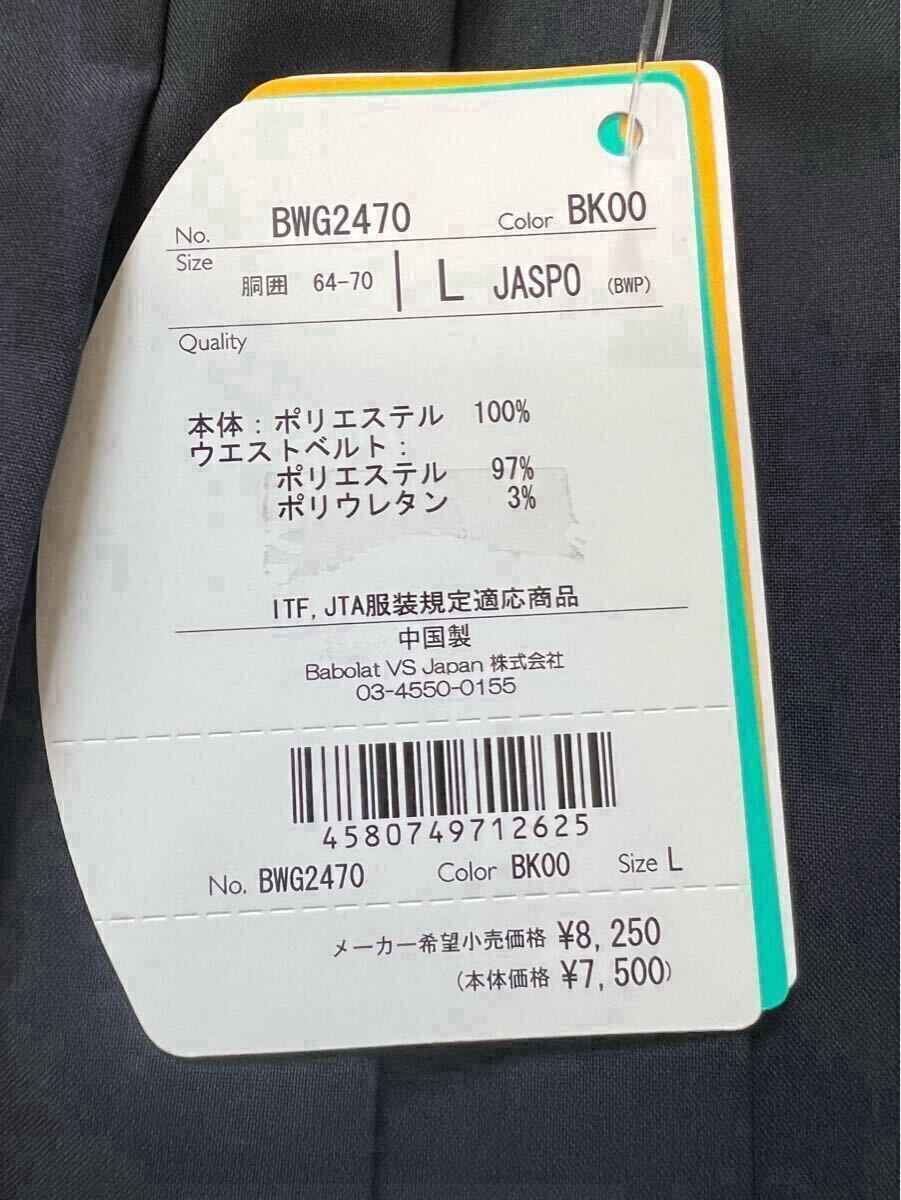 No. BWG2470 Color BK00
Size
胴囲 64-70 L JASPO (BWP)
Quality
本体：ポリエステル 100%
ウエストベルト：
ポリエステル 97%
ポリウレタン 3%
ITF, JTA服装規定適応商品
中国製
Babolat VS Japan 株式会社
03-4550-0155
4580749712625
No. BWG2470 Color BK00 Size L
メーカー希望小売価格 ¥8,250
(本体価格 ¥7,500)